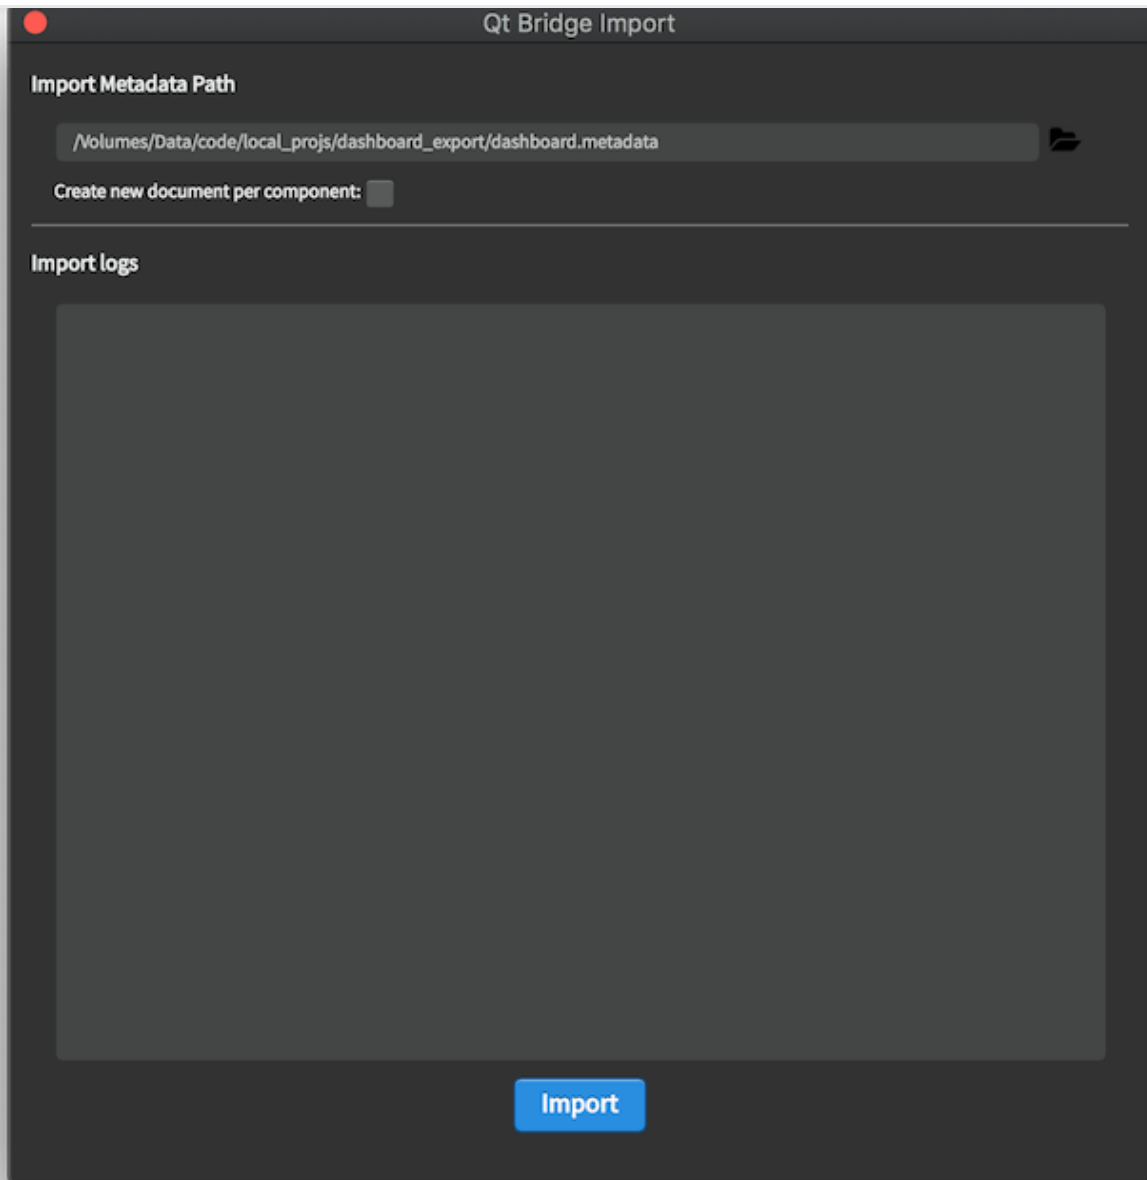 Qt Bridge Import
Import Metadata Path
/Volumes/Data/code/local_projs/dashboard_export/dashboard.metadata
Create new document per component:
Import logs
Import